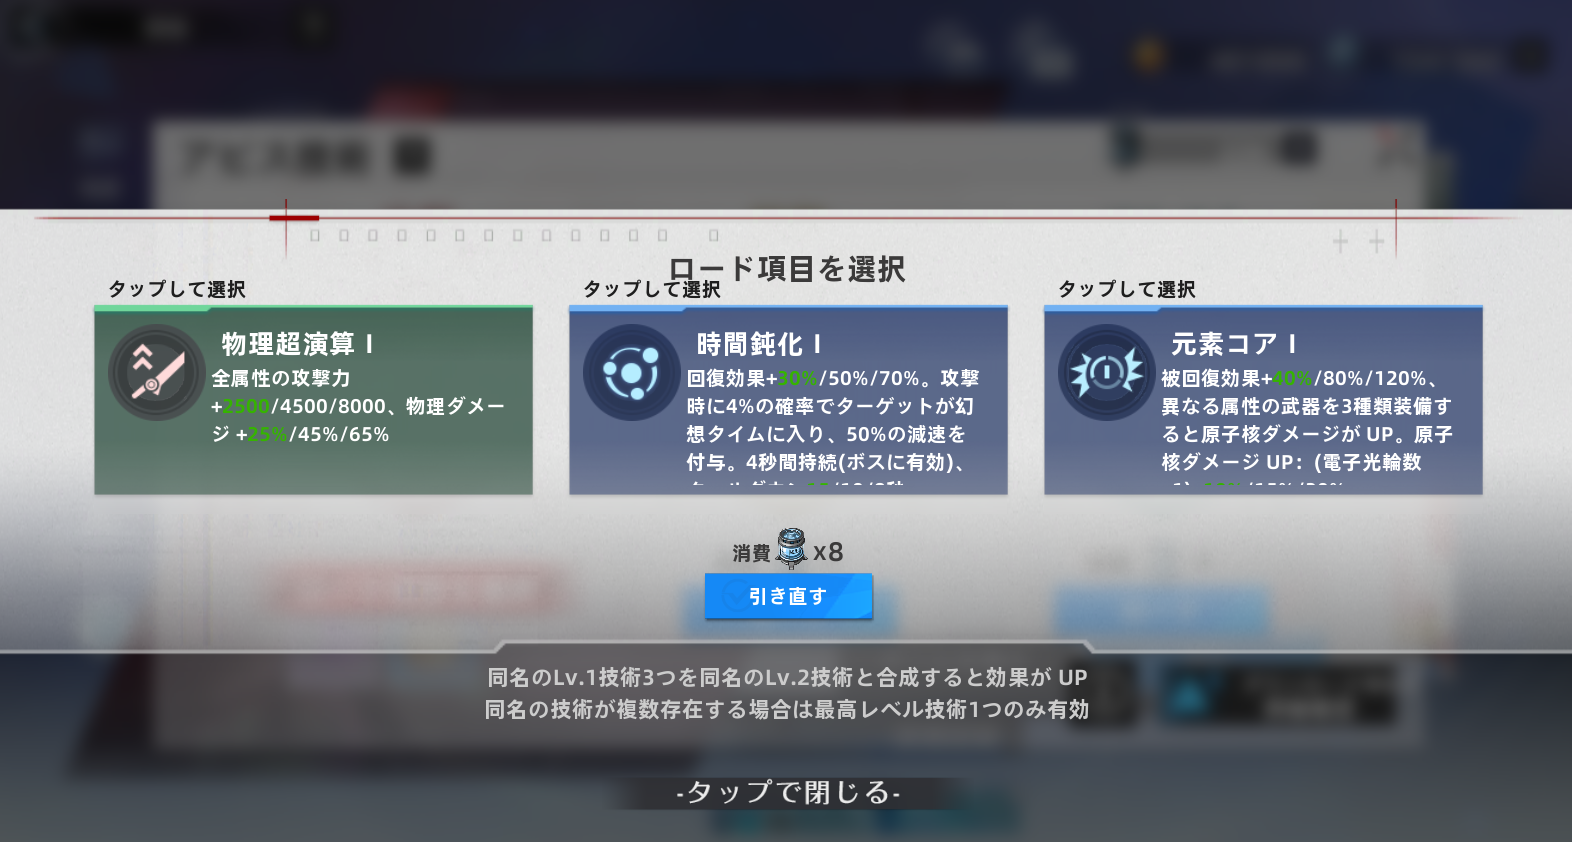 アビス技術
ロード項目を選択
タップして選択
物理超演算 I
全属性の攻撃力
+2500/4500/8000、物理ダメー
ジ +25%/45%/65%
タップして選択
時間鈍化 I
回復効果+30%/50%/70%。攻撃
時に4%の確率でターゲットが幻
想タイムに入り、50%の減速を
付与。4秒間持続(ボスに有効)、
タップして選択
元素コア I
被回復効果+40%/80%/120%、
異なる属性の武器を3種類装備す
ると原子核ダメージが UP。原子
核ダメージ UP：(電子光輪数
消費 X8
引き直す
同名のLv.1技術3つを同名のLv.2技術と合成すると効果が UP
同名の技術が複数存在する場合は最高レベル技術1つのみ有効
-タップで閉じる-